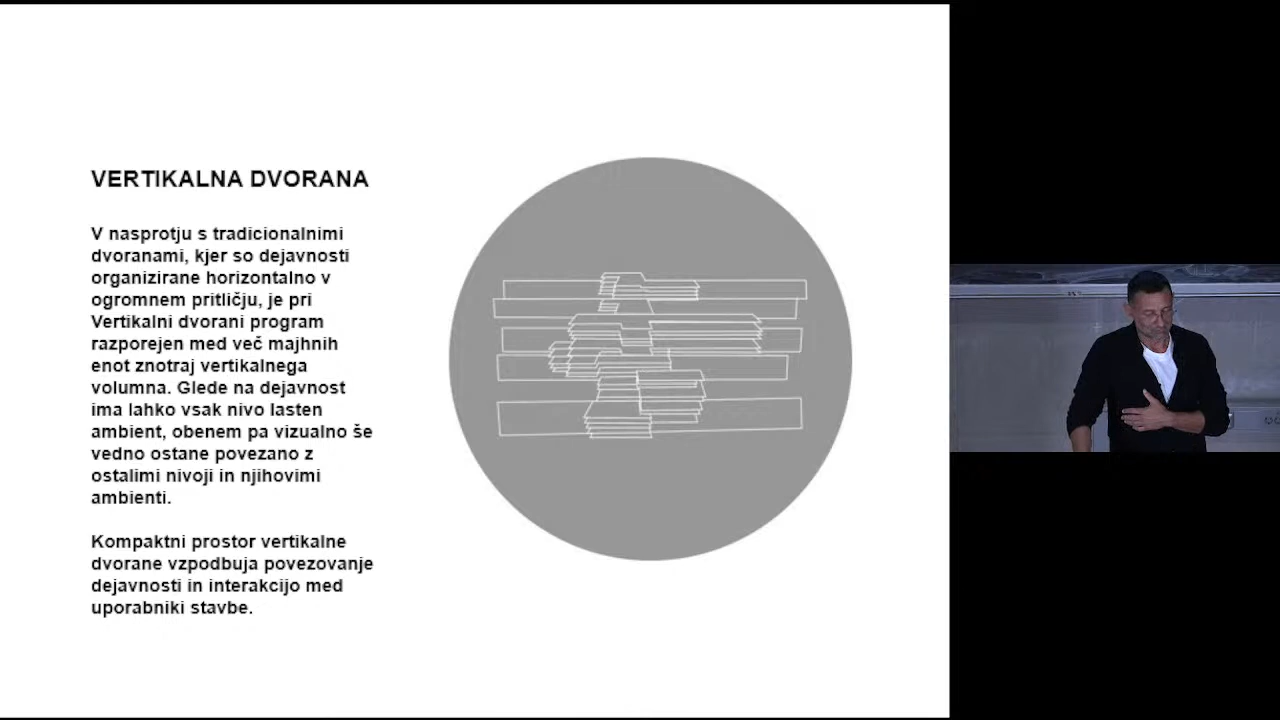 VERTIKALNA DVORANA
V nasprotju s tradicionalnimi
dvoranami, kjer so dejavnosti
organizirane horizontalno v
ogromnem pritličju, je pri
Vertikalni dvorani program
razporejen med več majhnih
enot znotraj vertikalnega
volumna. Glede na dejavnost
ima lahko vsak nivo lasten
ambient, obenem pa vizualno še
vedno ostane povezano z
ostalimi nivoji in njihovimi
ambienti.
Kompaktni prostor vertikalne
dvorane vzpodbuja povezovanje
dejavnosti in interakcijo med
uporabniki stavbe.